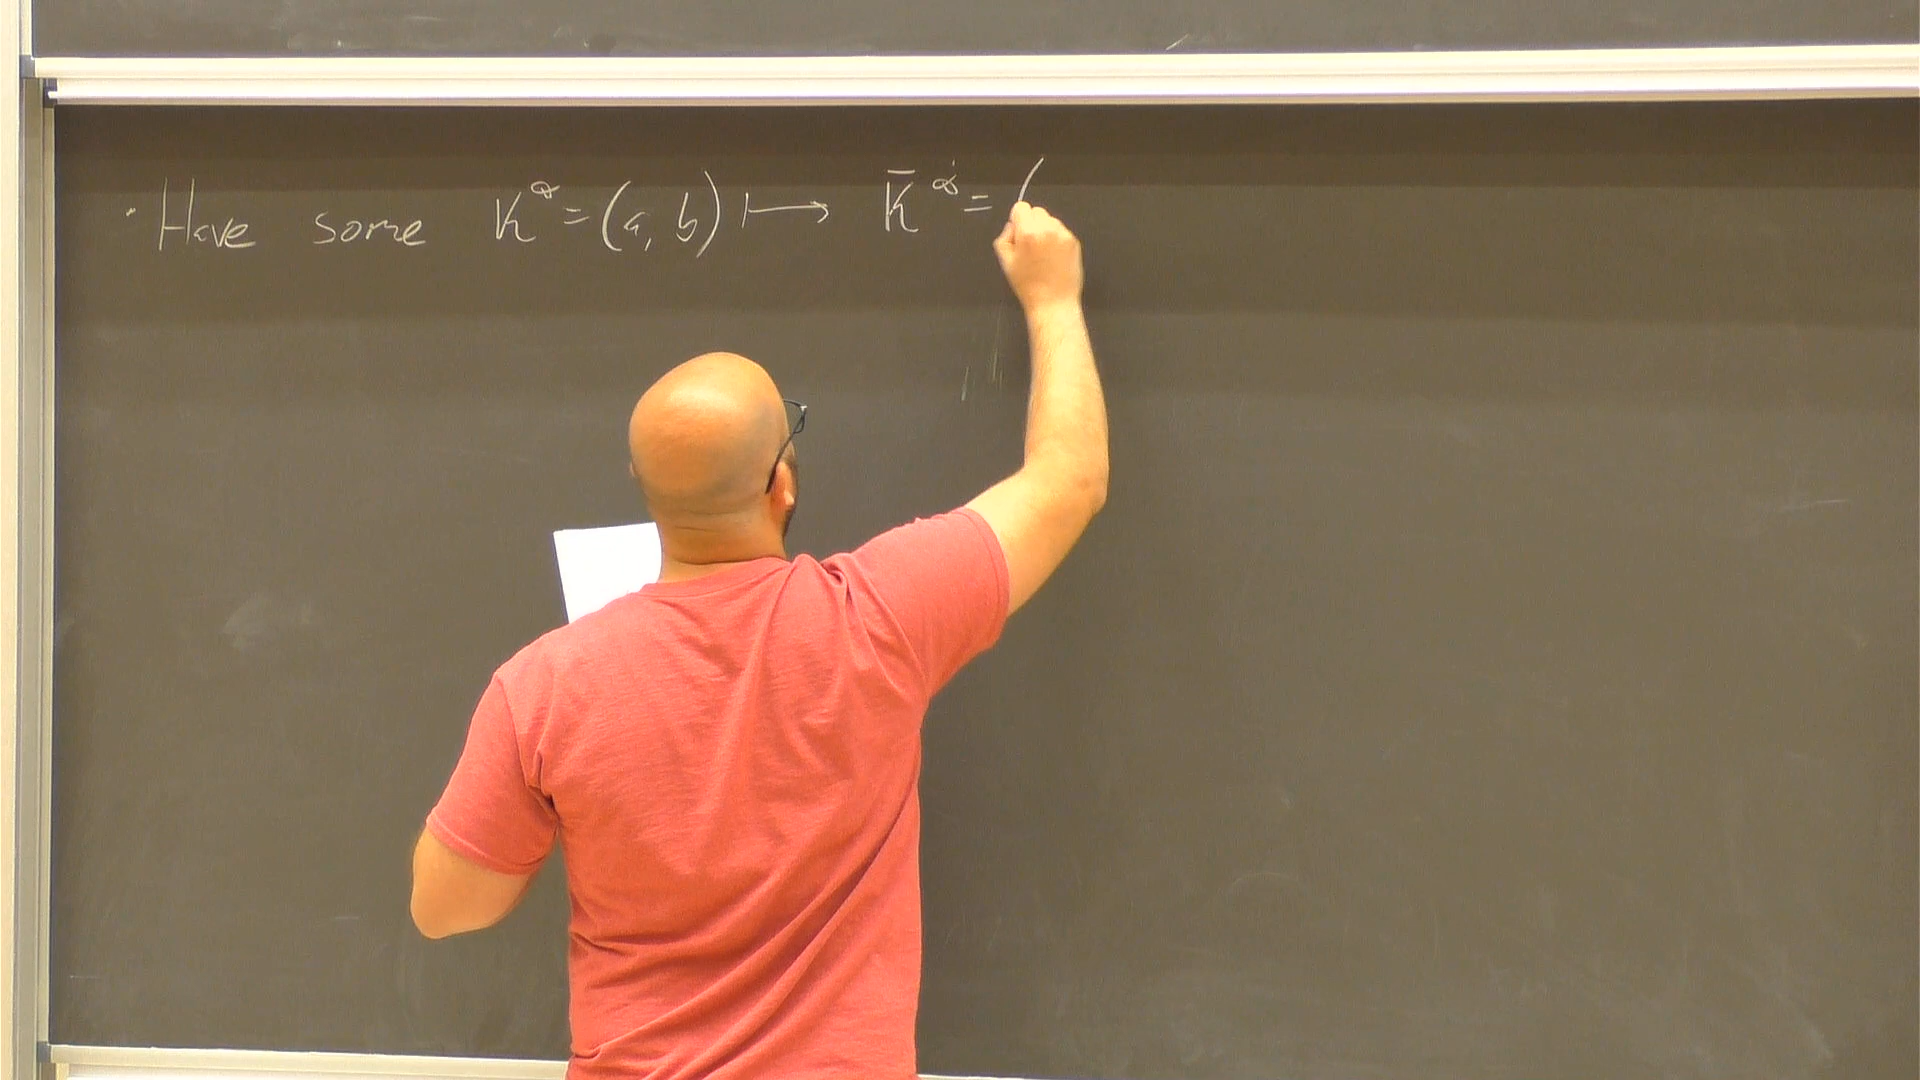 · Have some K^α = (a, b) ⟼ K̄^α̇ = (